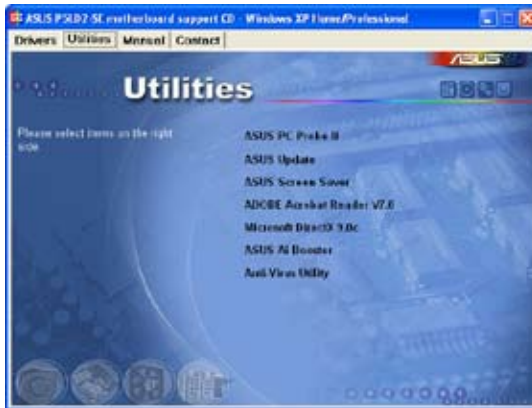 ASUS P5LD2-SE motherboard support CD - Windows XP Home/Professional
Drivers Utilities Manual Contact
ASUS
Utilities
Please select items on the right
side.
ASUS PC Probe II
ASUS Update
ASUS Screen Saver
ADOBE Acrobat Reader V7.0
Microsoft DirectX 9.0c
ASUS Ai Booster
Anti-Virus Utility